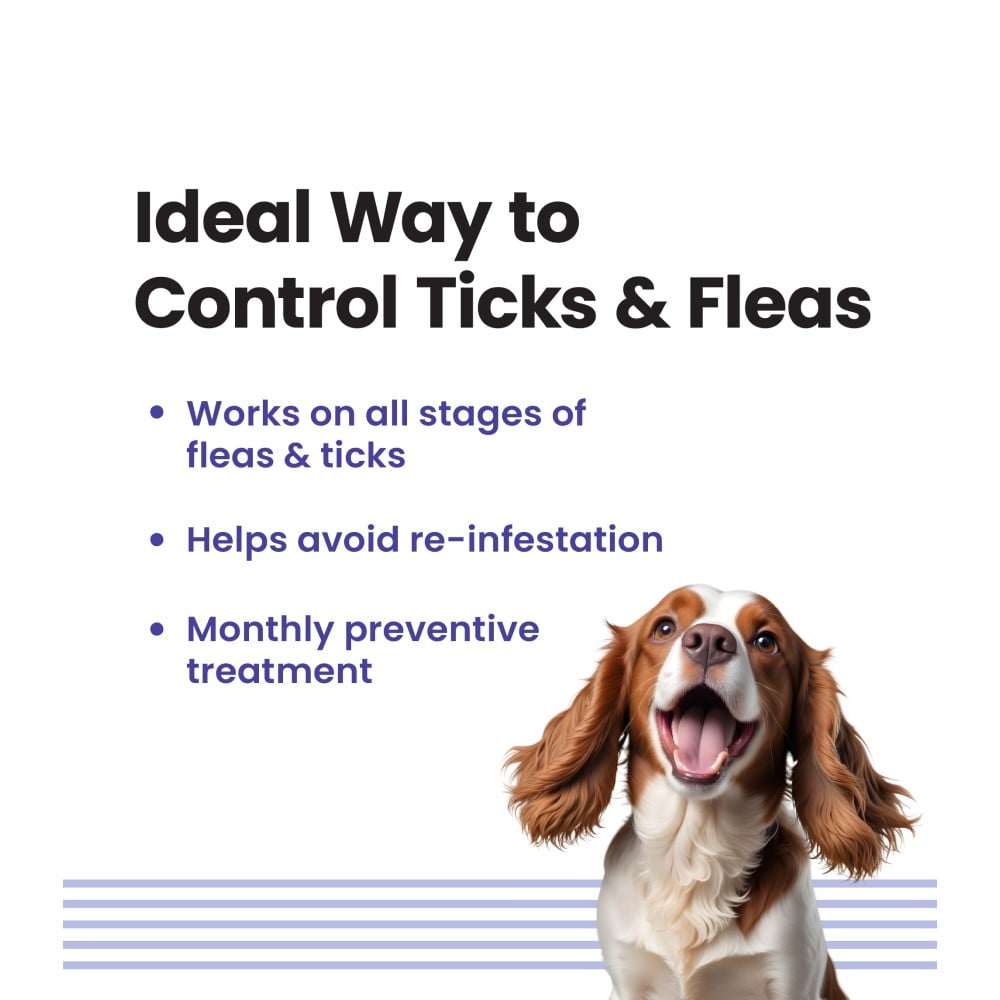 Ideal Way to
Control Ticks & Fleas
• Works on all stages of
fleas & ticks
• Helps avoid re-infestation
• Monthly preventive
treatment